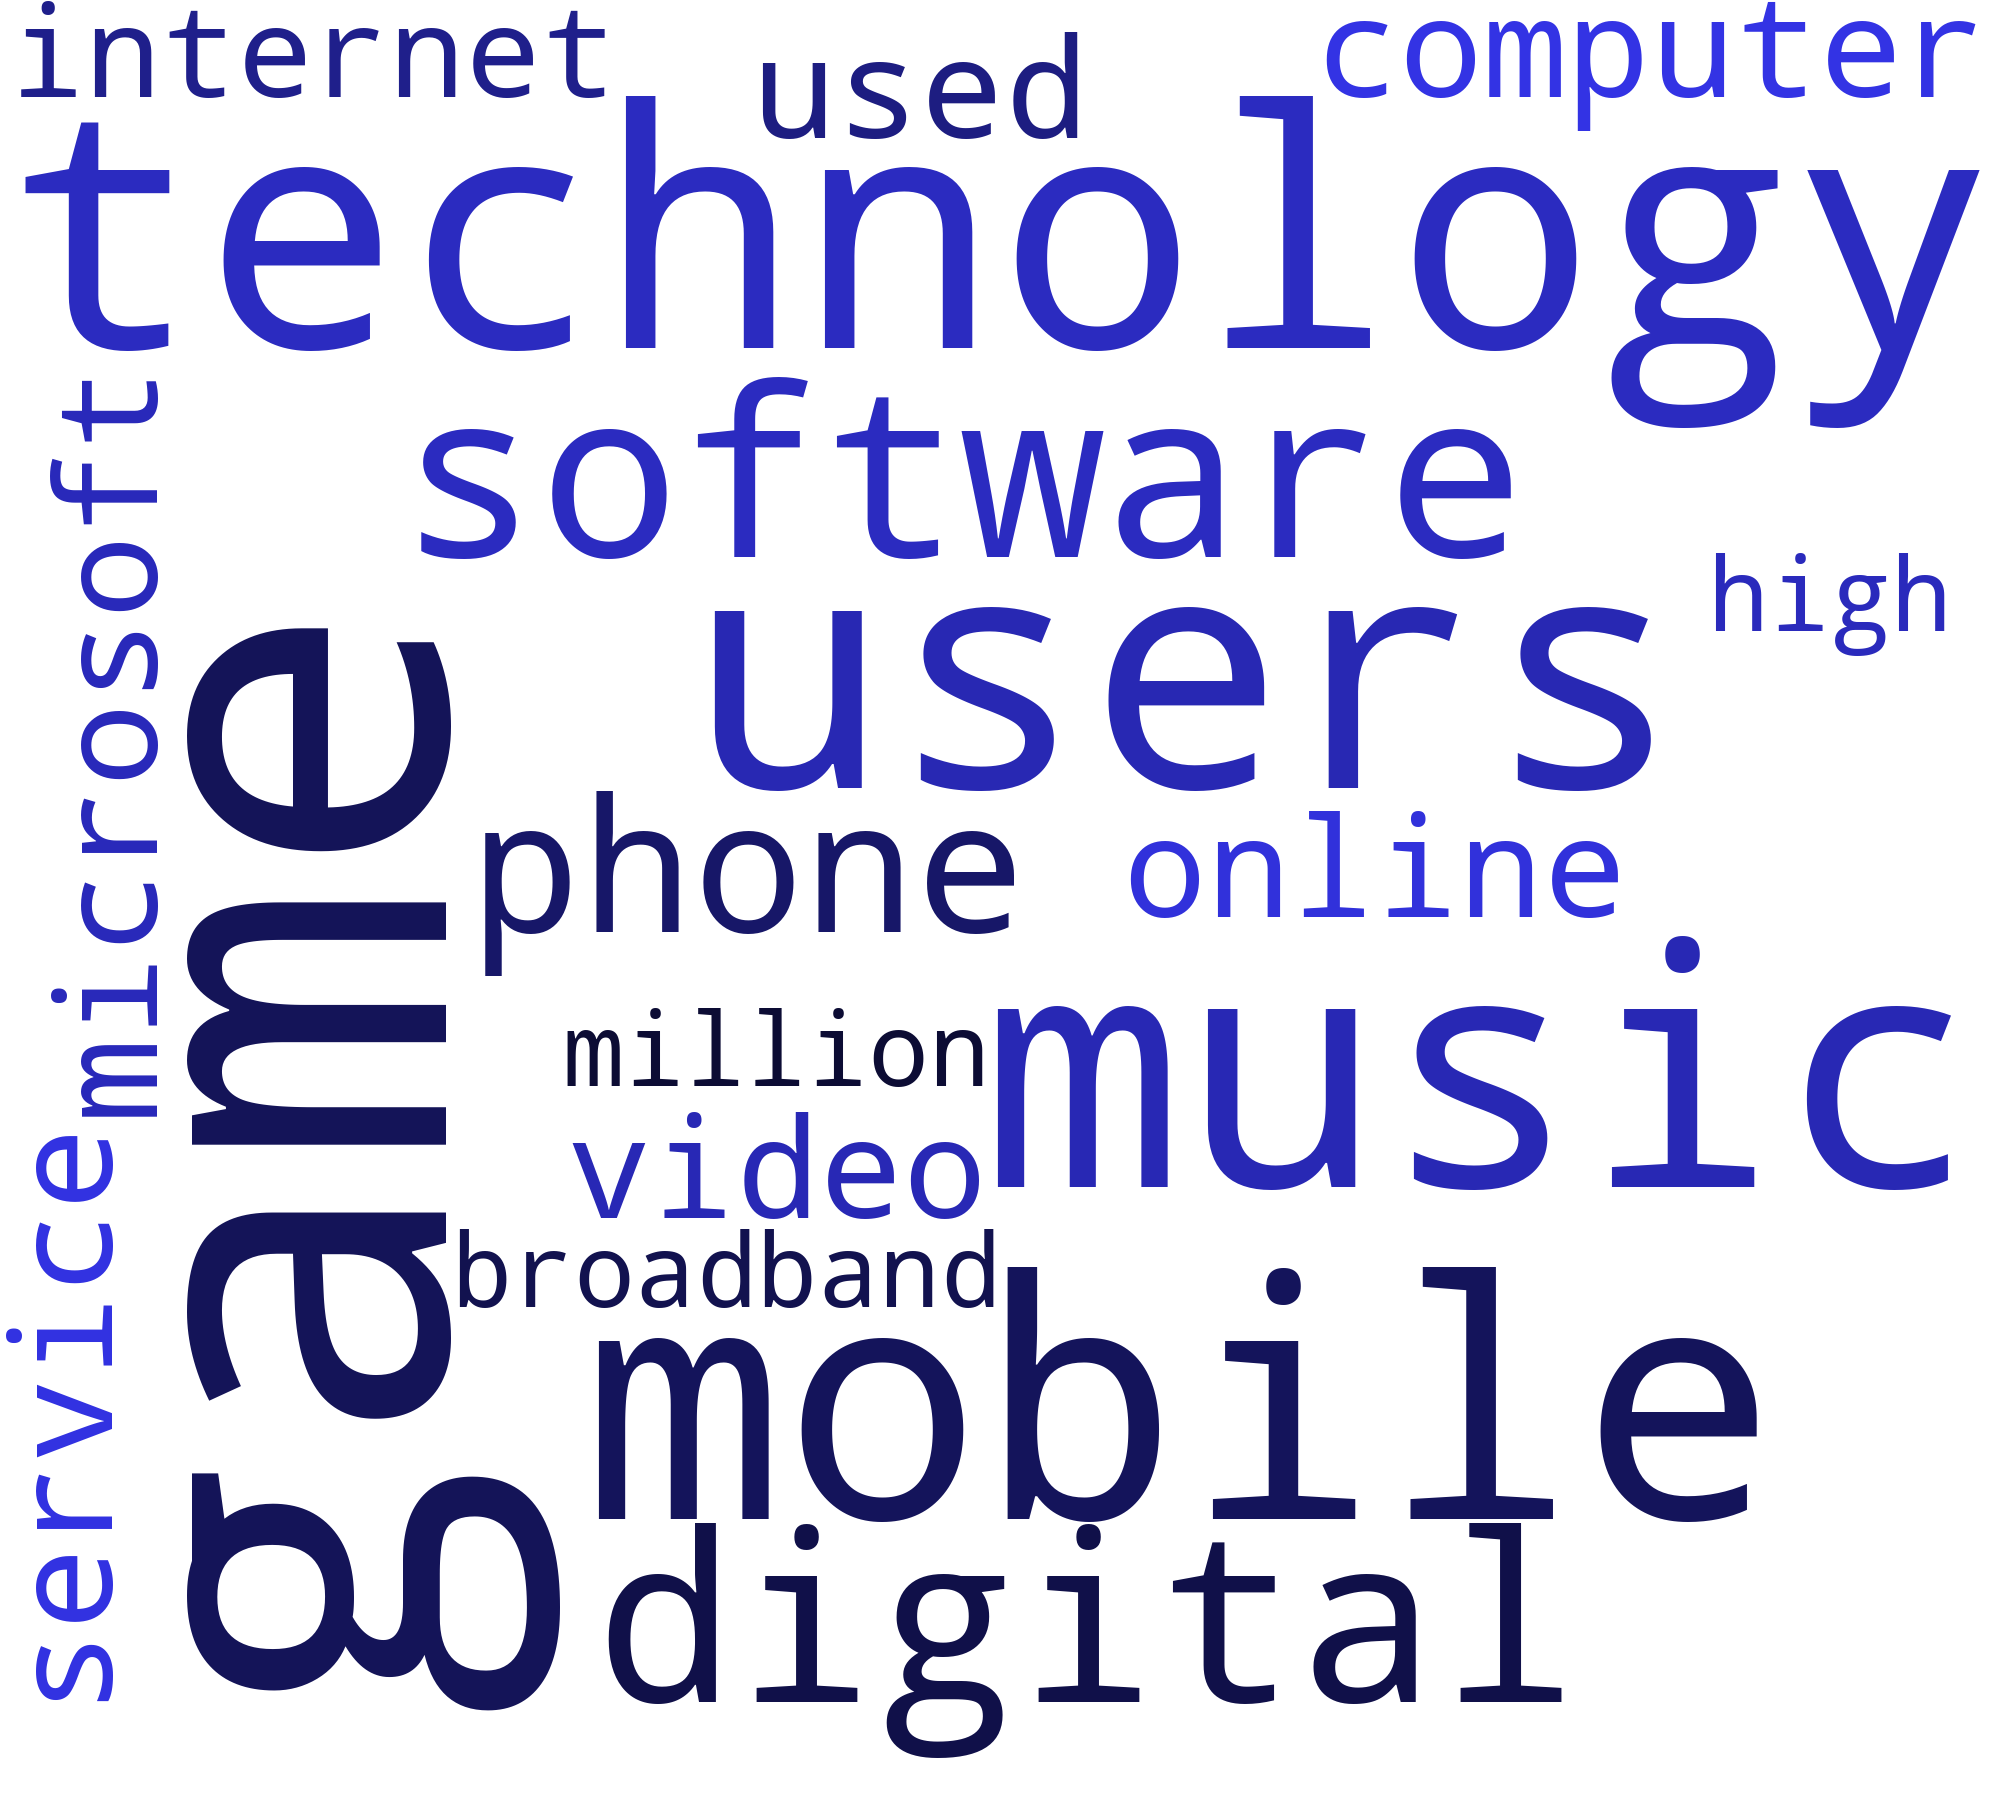 internet
used
computer
technology
software
microsoft
high
users
game
phone
online
million
music
video
service
broadband
mobile
digital